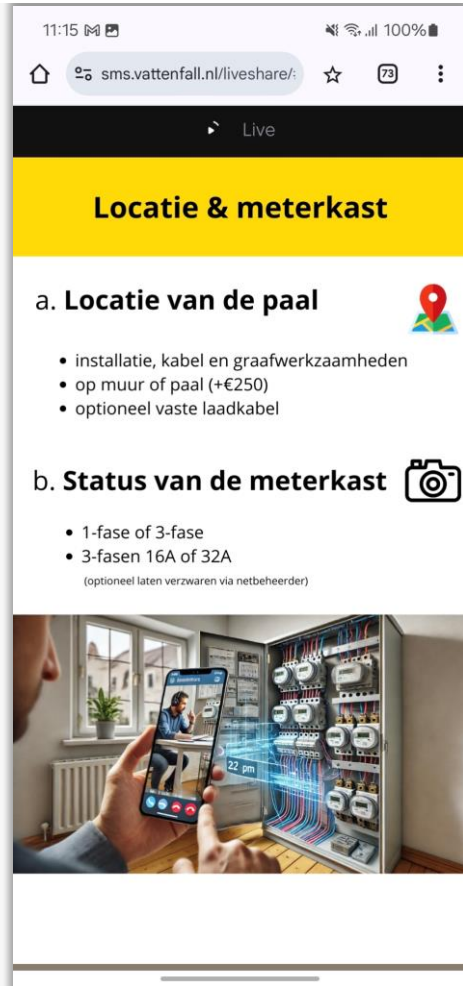 11:15
100%
sms.vattenfall.nl/liveshare/
73
Live
Locatie & meterkast
a. Locatie van de paal
• installatie, kabel en graafwerkzaamheden
• op muur of paal (+€250)
• optioneel vaste laadkabel
b. Status van de meterkast
• 1-fase of 3-fase
• 3-fasen 16A of 32A
(optioneel laten verzwaren via netbeheerder)
22 pm